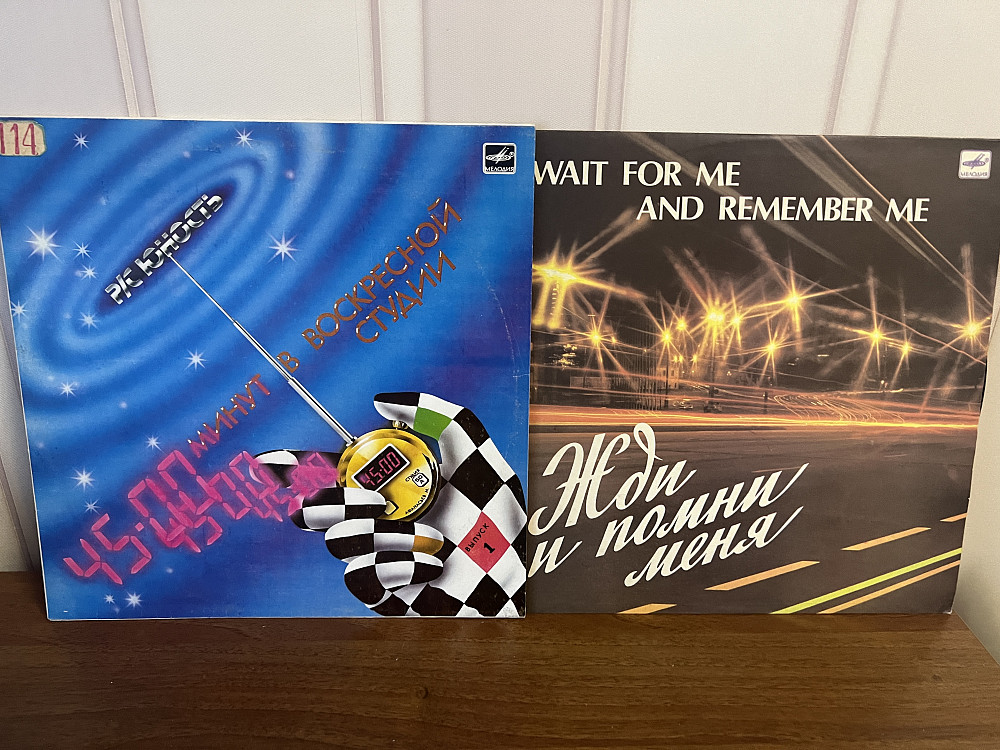 114
МЕЛОДИЯ
Р/С ЮНОСТЬ
45:00 МИНУТ В ВОСКРЕСНОЙ
СТУДИИ
45:00
ВЫПУСК
1
WAIT FOR ME
AND REMEMBER ME
МЕЛОДИЯ
Жди
и помни
меня